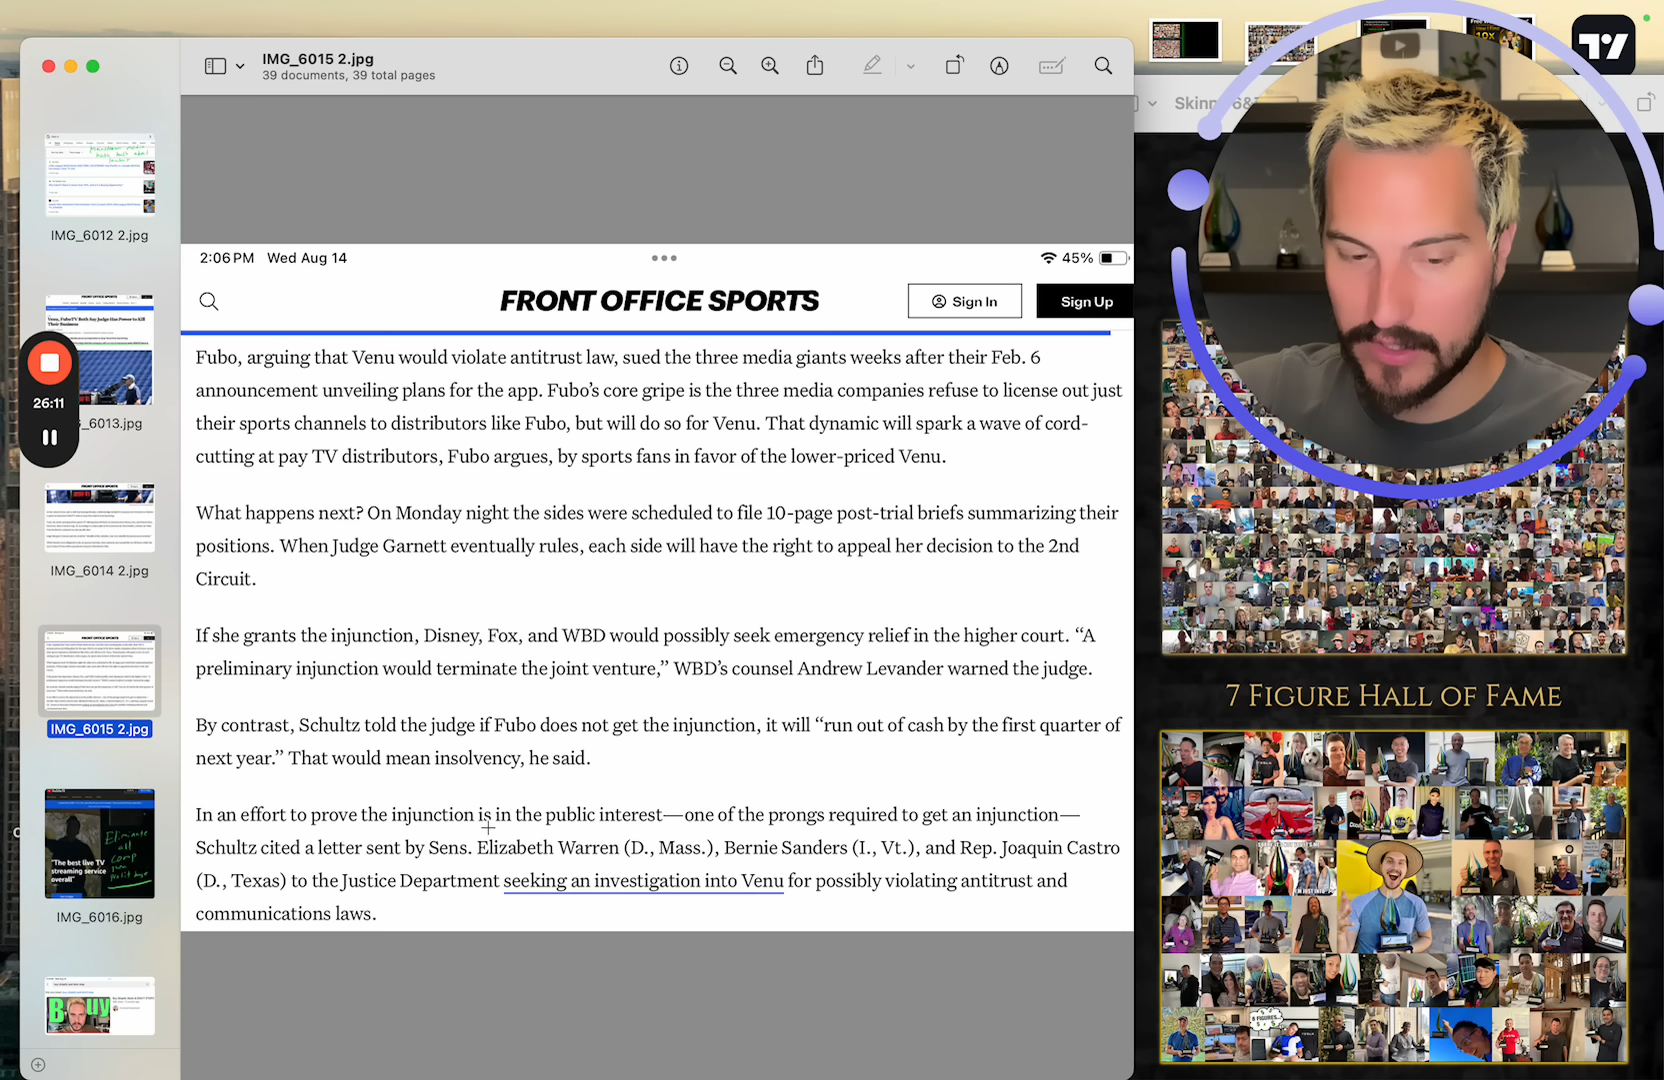 IMG_6015 2.jpg
39 documents, 39 total pages
IMG_6012 2.jpg
26:11
_6013.jpg
IMG_6014 2.jpg
IMG_6015 2.jpg
Eliminate
all
comp
"The best live TV
streaming service
overall"
IMG_6016.jpg
Buy
2:06 PM Wed Aug 14
45%
FRONT OFFICE SPORTS
Sign In
Sign Up
Fubo, arguing that Venu would violate antitrust law, sued the three media giants weeks after their Feb. 6
announcement unveiling plans for the app. Fubo's core gripe is the three media companies refuse to license out just
their sports channels to distributors like Fubo, but will do so for Venu. That dynamic will spark a wave of cord-
cutting at pay TV distributors, Fubo argues, by sports fans in favor of the lower-priced Venu.
What happens next? On Monday night the sides were scheduled to file 10-page post-trial briefs summarizing their
positions. When Judge Garnett eventually rules, each side will have the right to appeal her decision to the 2nd
Circuit.
If she grants the injunction, Disney, Fox, and WBD would possibly seek emergency relief in the higher court. "A
preliminary injunction would terminate the joint venture," WBD's counsel Andrew Levander warned the judge.
By contrast, Schultz told the judge if Fubo does not get the injunction, it will "run out of cash by the first quarter of
next year." That would mean insolvency, he said.
In an effort to prove the injunction is in the public interest—one of the prongs required to get an injunction—
Schultz cited a letter sent by Sens. Elizabeth Warren (D., Mass.), Bernie Sanders (I., Vt.), and Rep. Joaquin Castro
(D., Texas) to the Justice Department seeking an investigation into Venu for possibly violating antitrust and
communications laws.
Skinn
7 FIGURE HALL OF FAME